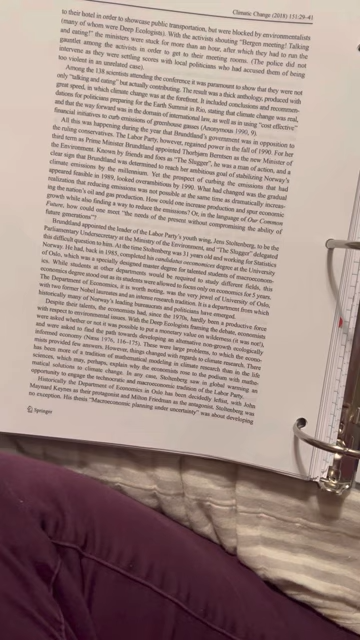 Climatic Change (2018) 151:29–41
to their hotel in order to showcase public transportation, but were blocked by environmentalists
(many of whom were Deep Ecologists). With the activists shouting "Bergen meeting! Talking
and eating!" the ministers were stuck for more than an hour, after which they had to run the
gauntlet among the activists in order to get to their meeting rooms. (The police did not
intervene as they were settling scores with local politicians who had accused them of being
too violent in an unrelated case).
Among the 138 scientists attending the conference it was paramount to show that they were not
only "talking and eating" but actually contributing. The result was a thick anthology, produced with
great speed, in which climate change was at the forefront. It included conclusions and recommen-
dations for politicians preparing for the Earth Summit in Rio, stating that climate change was real,
and that the way forward was in the domain of international law, as well as in using "cost effective"
financial initiatives to curb emissions of greenhouse gasses (Anonymous 1990, 9).
All this was happening during the year that Brundtland's government was in opposition to
the ruling conservatives. The Labor Party, however, regained power in the fall of 1990. For her
third term as Prime Minister Brundtland appointed Thorbjørn Berntsen as the new Minister of
the Environment. Known by friends and foes as "The Slugger", he was a man of action, and a
clear sign that Brundtland was determined to reach her ambitious goal of stabilizing Norway's
climate emissions by the millennium. Yet the prospect of curbing the emissions that had
appeared feasible in 1989, looked overambitious by 1990. What had changed was the gradual
realization that reducing emissions was not possible at the same time as dramatically increas-
ing the nation's oil and gas production. How could one increase production and spur economic
growth while also finding a way to reduce the emissions? Or, in the language of Our Common
Future, how could one meet "the needs of the present without compromising the ability of
future generations"?
Brundtland appointed the leader of the Labor Party's youth wing, Jens Stoltenberg, to be the
Parliamentary Undersecretary at the Ministry of the Environment, and "The Slugger" delegated
this difficult question to him. At the time Stoltenberg was 31 years old and working for Statistics
Norway. He had, back in 1985, completed his candidatus economices degree at the University
of Oslo, which was a specially designed master degree for talented students of macroeconom-
ics. While students at other departments would be required to study different fields, this
economics degree stood out as its students were allowed to focus only on economics for 5 years.
The Department of Economics, it is worth noting, was the very jewel of University of Oslo,
with two former Nobel laureates and an intense research tradition. It is a department from which
historically many of Norway's leading bureaucrats and politicians have emerged.
Despite their talents, the economists had, since the 1970s, hardly been a productive force
with respect to environmental issues. With the Deep Ecologists framing the debate, economists
were asked whether or not it was possible to put a monetary value on wilderness (it was not!),
and were asked to find the path towards developing an alternative non-growth ecologically
informed economy (Næss 1976, 116–175). These were large problems, to which the econo-
mists provided few answers. However, things changed with regards to climate research. There
has been more of a tradition of mathematical modeling in climate research than in the life
sciences, which may, perhaps, explain why the economists rose to the podium with mathe-
matical solutions to climate change. In any case, Stoltenberg saw in global warming an
opportunity to engage the technocratic and macroeconomic tradition of the Labor Party.
Historically the Department of Economics in Oslo has been decidedly leftist, with John
Maynard Keynes as their protagonist and Milton Friedman as the antagonist. Stoltenberg was
no exception. His thesis "Macroeconomic planning under uncertainty" was about developing
Springer